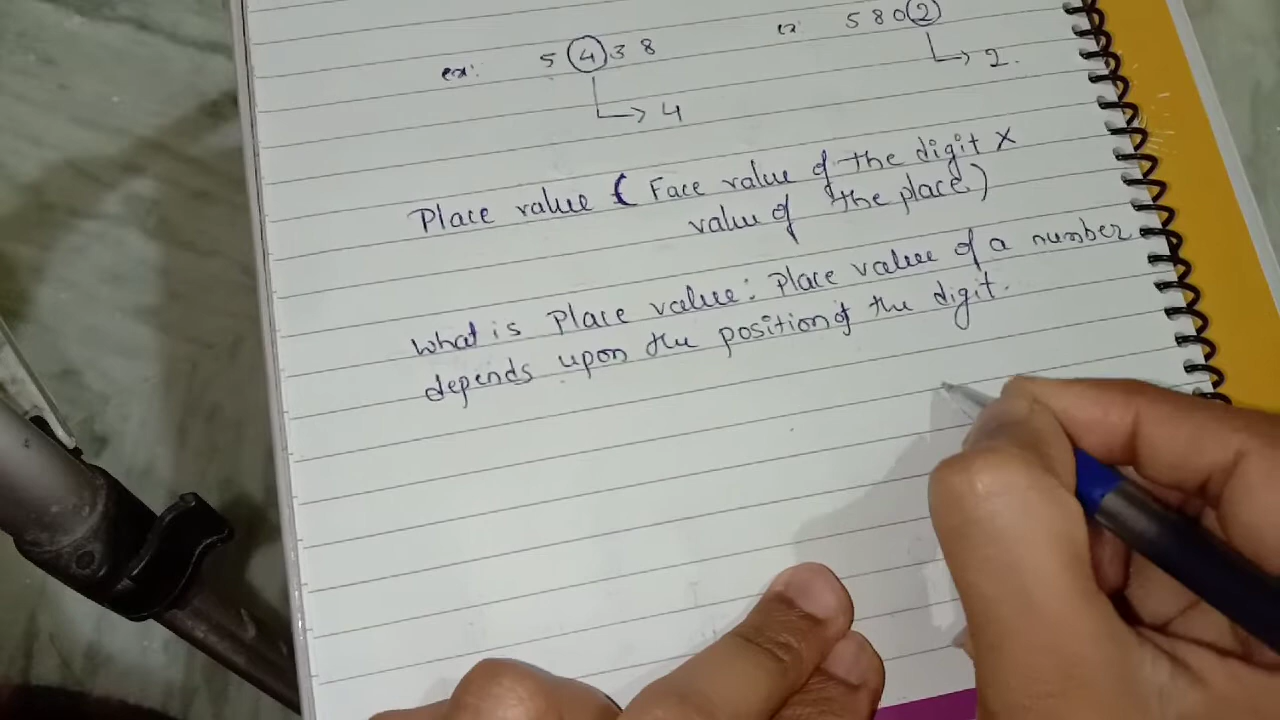 ex: 5 4 3 8
ex: 5 8 0 2
4
2.
Place value ( Face value of the digit x
value of the place)
What is Place value: Place value of a number
depends upon the position of the digit.